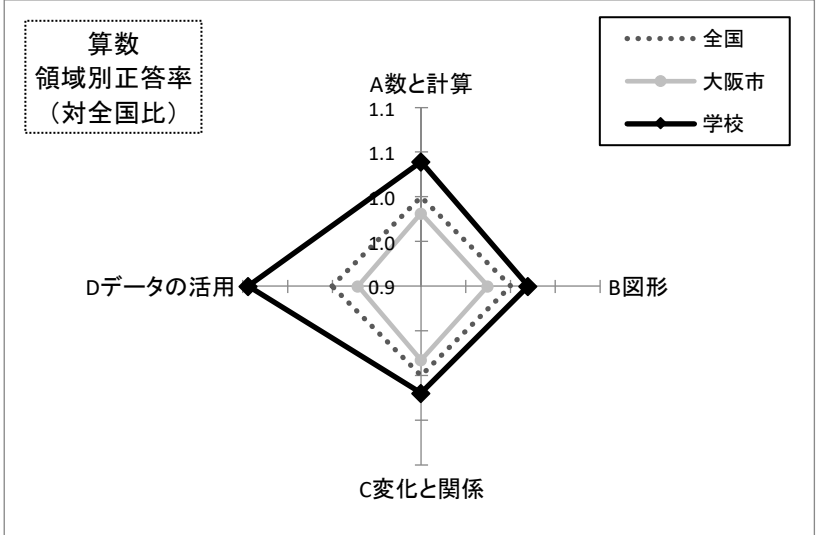 算数
領域別正答率
（対全国比）
全国
大阪市
学校
A数と計算
1.1
1.1
1.0
1.0
0.9
Dデータの活用
B図形
C変化と関係